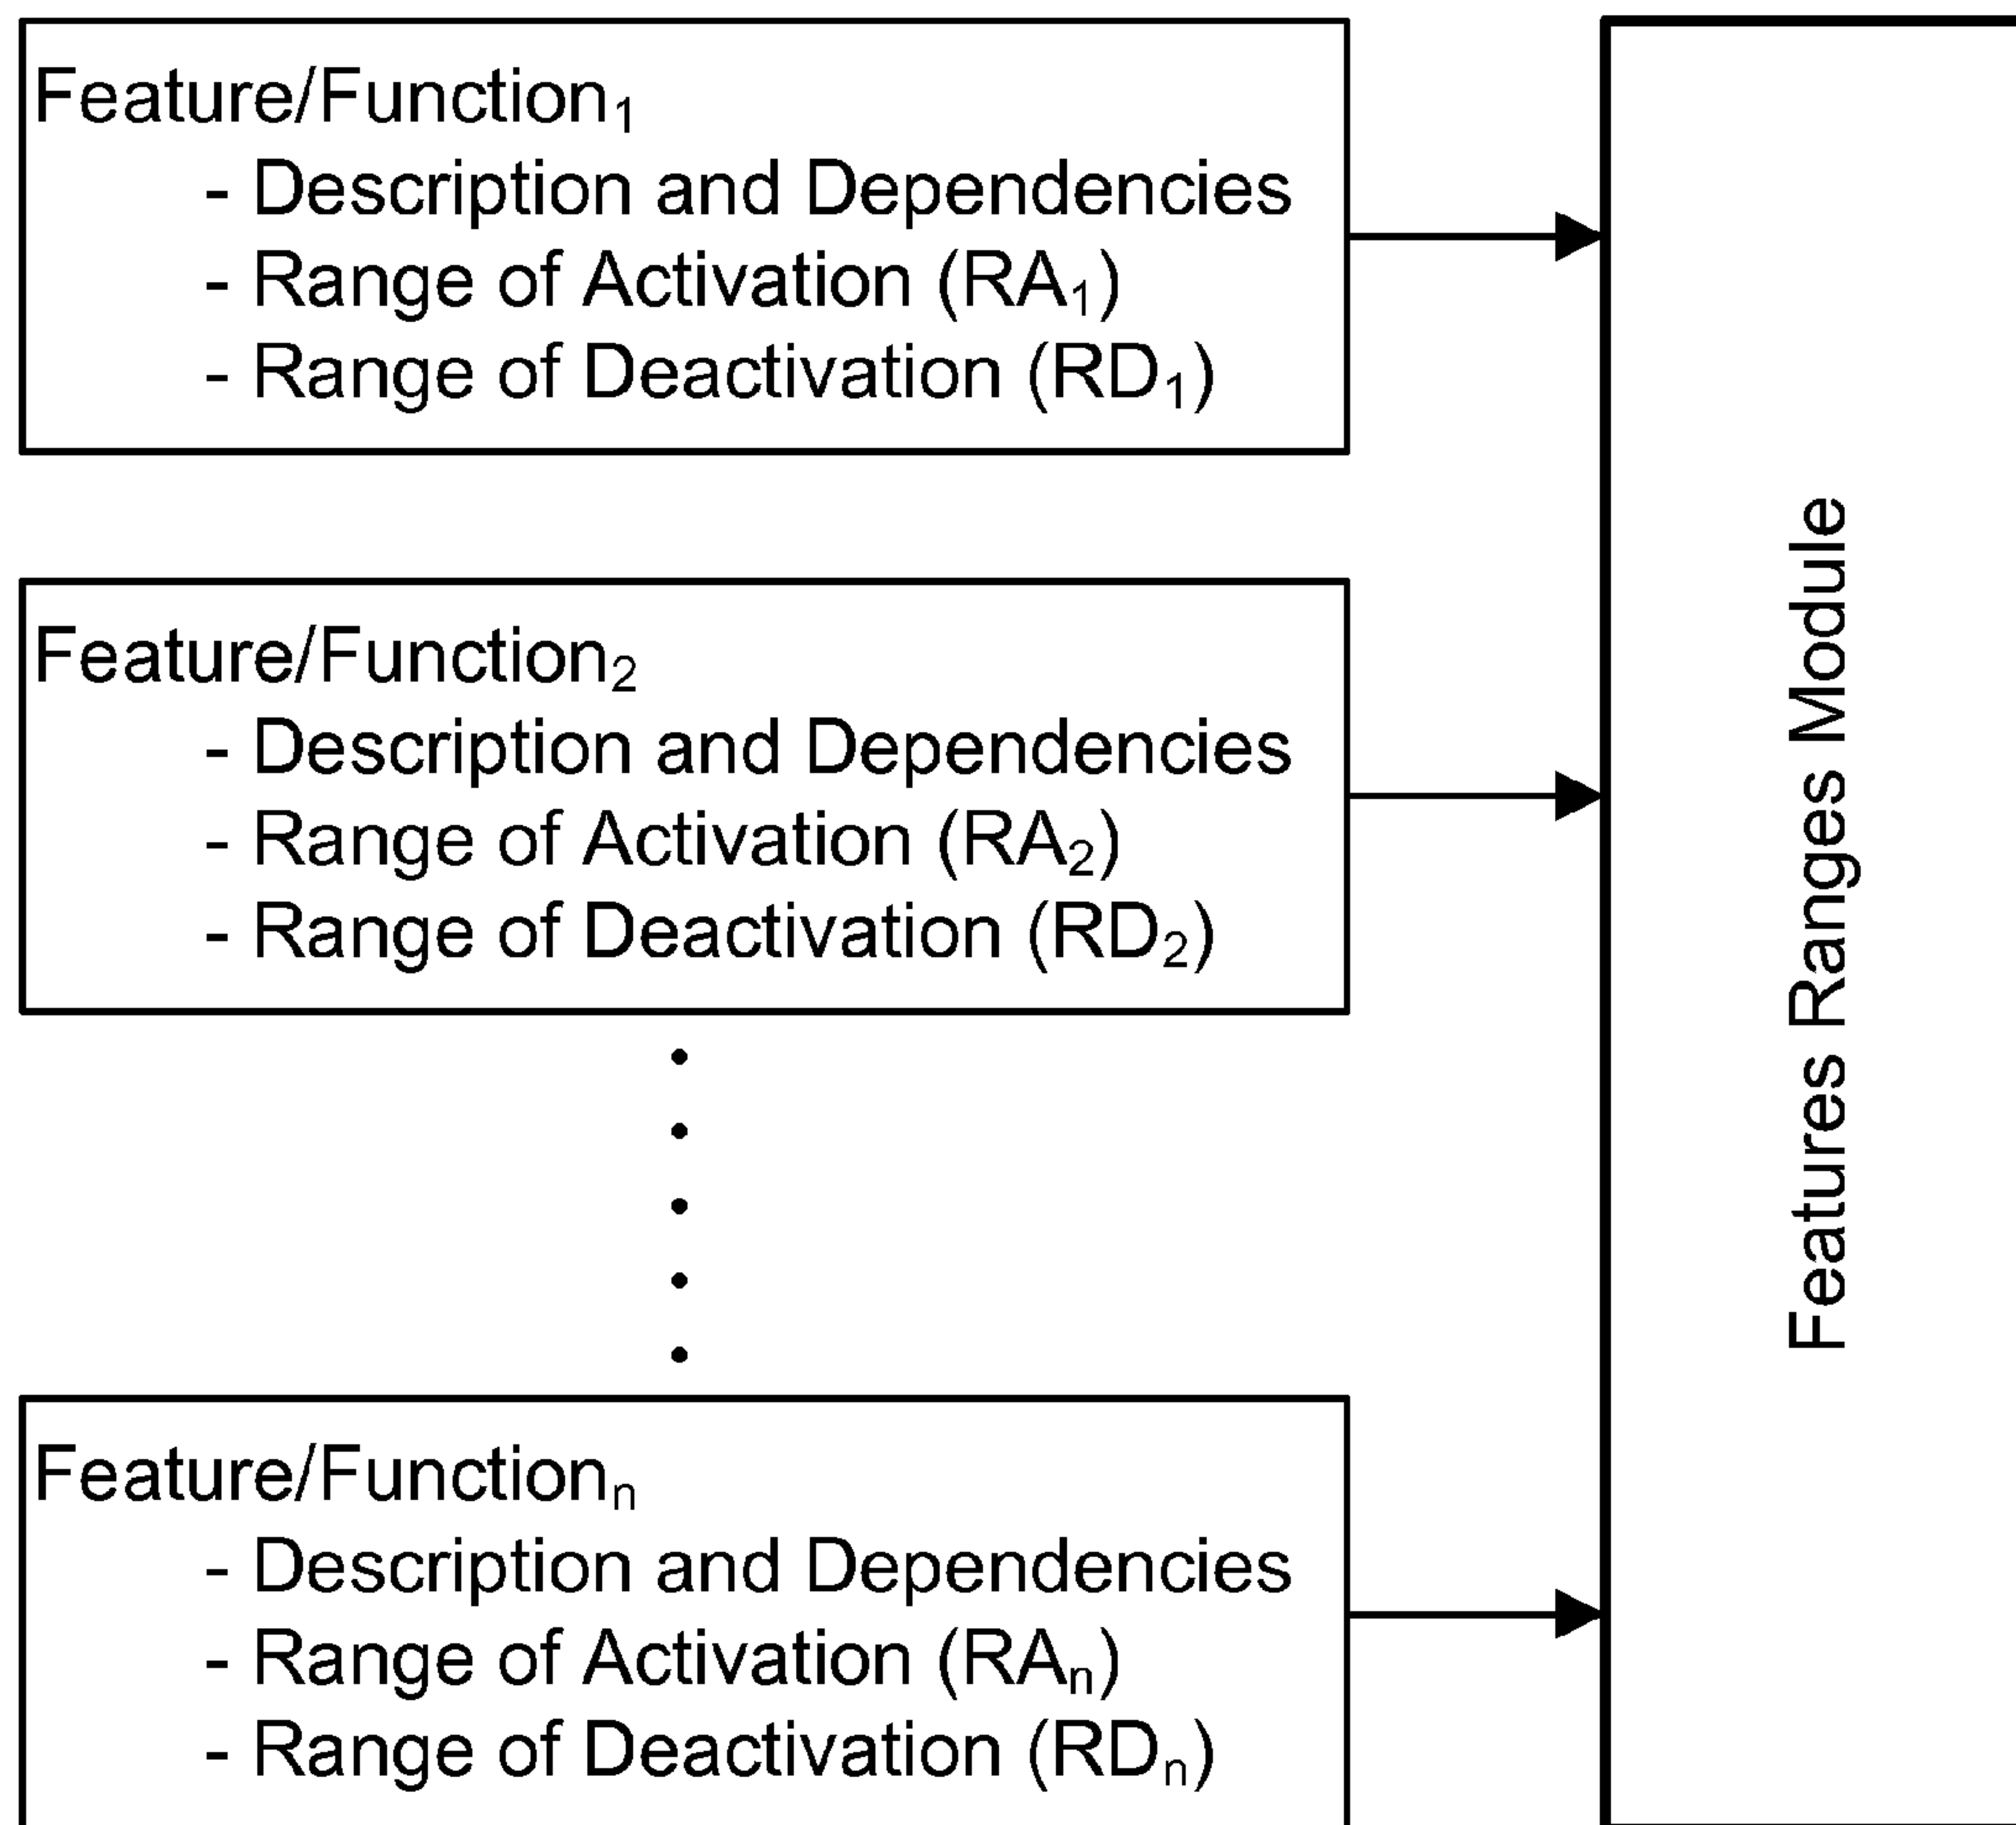 Feature/Function₁
- Description and Dependencies
- Range of Activation (RA₁)
- Range of Deactivation (RD₁)
Feature/Function₂
- Description and Dependencies
- Range of Activation (RA₂)
- Range of Deactivation (RD₂)
Feature/Functionₙ
- Description and Dependencies
- Range of Activation (RAₙ)
- Range of Deactivation (RDₙ)
Features Ranges Module